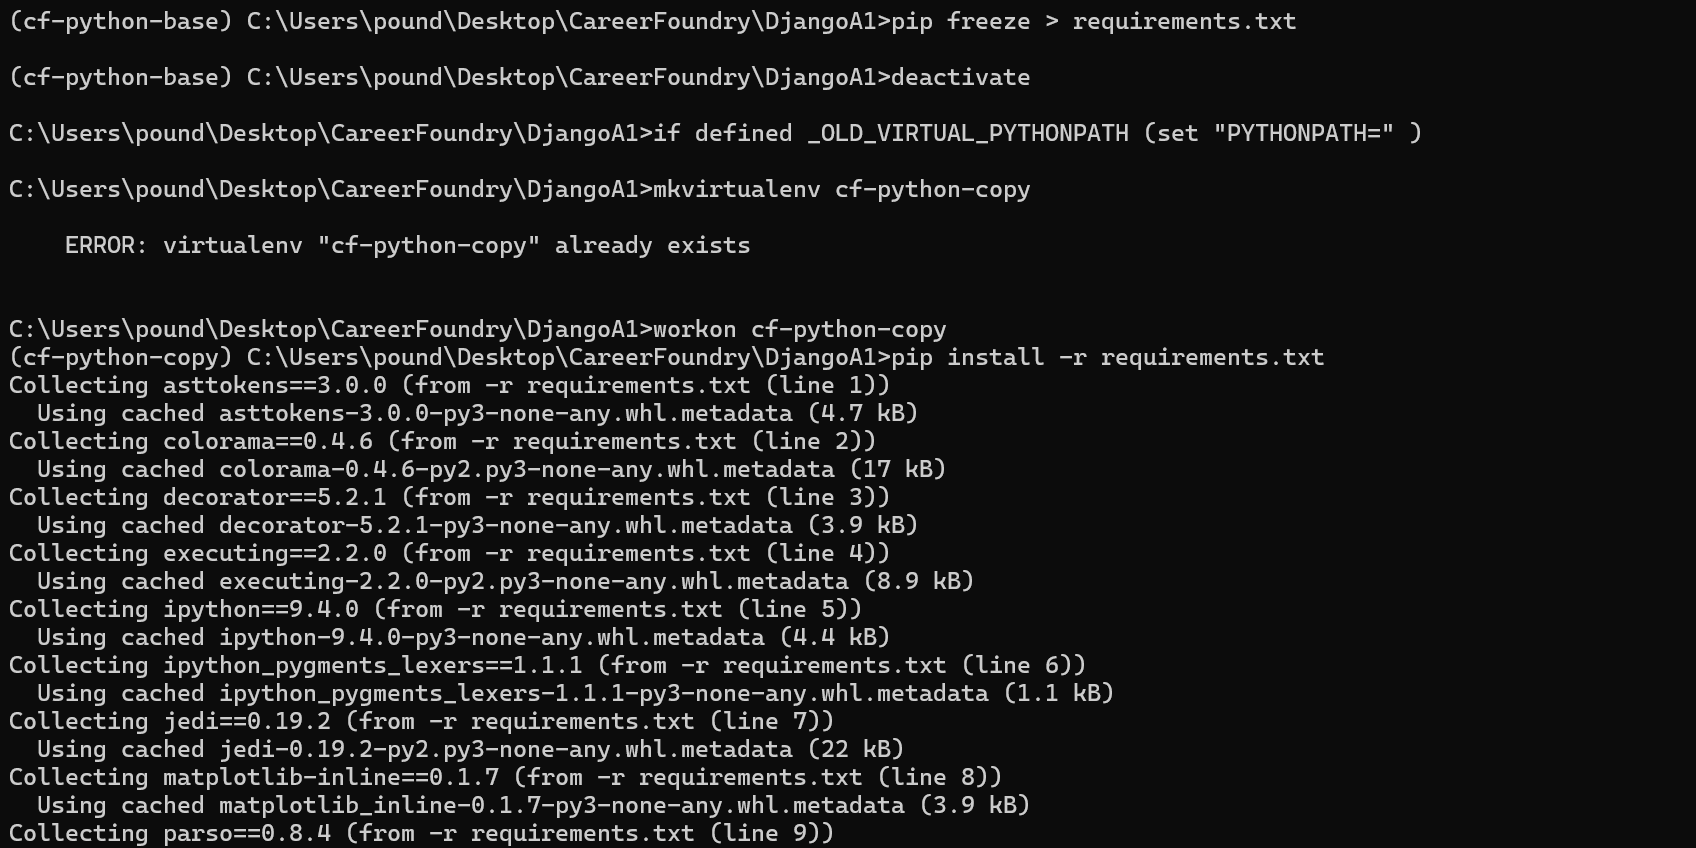 (cf-python-base) C:\Users\pound\Desktop\CareerFoundry\DjangoA1>pip freeze > requirements.txt
(cf-python-base) C:\Users\pound\Desktop\CareerFoundry\DjangoA1>deactivate
C:\Users\pound\Desktop\CareerFoundry\DjangoA1>if defined _OLD_VIRTUAL_PYTHONPATH (set "PYTHONPATH=" )
C:\Users\pound\Desktop\CareerFoundry\DjangoA1>mkvirtualenv cf-python-copy
ERROR: virtualenv "cf-python-copy" already exists
C:\Users\pound\Desktop\CareerFoundry\DjangoA1>workon cf-python-copy
(cf-python-copy) C:\Users\pound\Desktop\CareerFoundry\DjangoA1>pip install -r requirements.txt
Collecting asttokens==3.0.0 (from -r requirements.txt (line 1))
Using cached asttokens-3.0.0-py3-none-any.whl.metadata (4.7 kB)
Collecting colorama==0.4.6 (from -r requirements.txt (line 2))
Using cached colorama-0.4.6-py2.py3-none-any.whl.metadata (17 kB)
Collecting decorator==5.2.1 (from -r requirements.txt (line 3))
Using cached decorator-5.2.1-py3-none-any.whl.metadata (3.9 kB)
Collecting executing==2.2.0 (from -r requirements.txt (line 4))
Using cached executing-2.2.0-py2.py3-none-any.whl.metadata (8.9 kB)
Collecting ipython==9.4.0 (from -r requirements.txt (line 5))
Using cached ipython-9.4.0-py3-none-any.whl.metadata (4.4 kB)
Collecting ipython_pygments_lexers==1.1.1 (from -r requirements.txt (line 6))
Using cached ipython_pygments_lexers-1.1.1-py3-none-any.whl.metadata (1.1 kB)
Collecting jedi==0.19.2 (from -r requirements.txt (line 7))
Using cached jedi-0.19.2-py2.py3-none-any.whl.metadata (22 kB)
Collecting matplotlib-inline==0.1.7 (from -r requirements.txt (line 8))
Using cached matplotlib_inline-0.1.7-py3-none-any.whl.metadata (3.9 kB)
Collecting parso==0.8.4 (from -r requirements.txt (line 9))